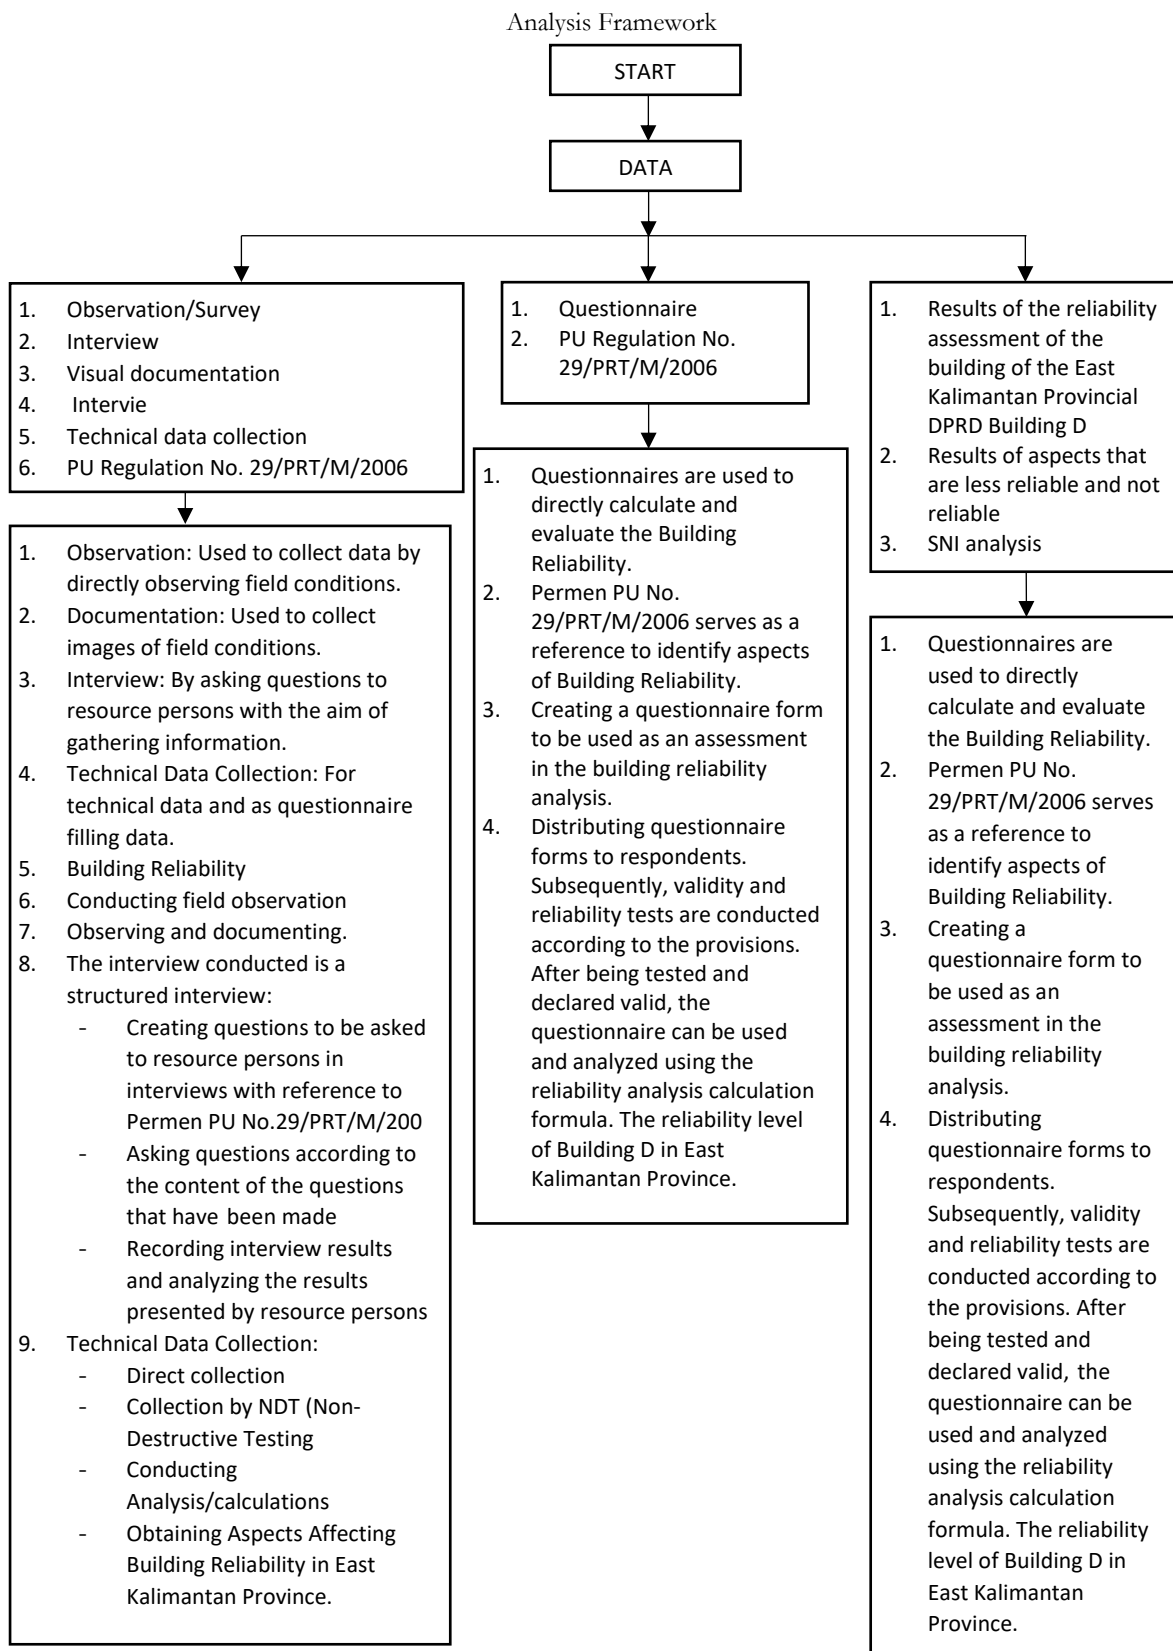 Analysis Framework
START
DATA
1. Observation/Survey
2. Interview
3. Visual documentation
4. Intervie
5. Technical data collection
6. PU Regulation No. 29/PRT/M/2006
1. Observation: Used to collect data by
directly observing field conditions.
2. Documentation: Used to collect
images of field conditions.
3. Interview: By asking questions to
resource persons with the aim of
gathering information.
4. Technical Data Collection: For
technical data and as questionnaire
filling data.
5. Building Reliability
6. Conducting field observation
7. Observing and documenting.
8. The interview conducted is a
structured interview:
- Creating questions to be asked
to resource persons in
interviews with reference to
Permen PU No.29/PRT/M/200
- Asking questions according to
the content of the questions
that have been made
- Recording interview results
and analyzing the results
presented by resource persons
9. Technical Data Collection:
- Direct collection
- Collection by NDT (Non-
Destructive Testing
- Conducting
Analysis/calculations
- Obtaining Aspects Affecting
Building Reliability in East
Kalimantan Province.
1. Questionnaire
2. PU Regulation No.
29/PRT/M/2006
1. Questionnaires are used to
directly calculate and
evaluate the Building
Reliability.
2. Permen PU No.
29/PRT/M/2006 serves as a
reference to identify aspects
of Building Reliability.
3. Creating a questionnaire form
to be used as an assessment
in the building reliability
analysis.
4. Distributing questionnaire
forms to respondents.
Subsequently, validity and
reliability tests are conducted
according to the provisions.
After being tested and
declared valid, the
questionnaire can be used
and analyzed using the
reliability analysis calculation
formula. The reliability level
of Building D in East
Kalimantan Province.
1. Results of the reliability
assessment of the
building of the East
Kalimantan Provincial
DPRD Building D
2. Results of aspects that
are less reliable and not
reliable
3. SNI analysis
1. Questionnaires are
used to directly
calculate and evaluate
the Building Reliability.
2. Permen PU No.
29/PRT/M/2006 serves
as a reference to
identify aspects of
Building Reliability.
3. Creating a
questionnaire form to
be used as an
assessment in the
building reliability
analysis.
4. Distributing
questionnaire forms to
respondents.
Subsequently, validity
and reliability tests are
conducted according to
the provisions. After
being tested and
declared valid, the
questionnaire can be
used and analyzed
using the reliability
analysis calculation
formula. The reliability
level of Building D in
East Kalimantan
Province.